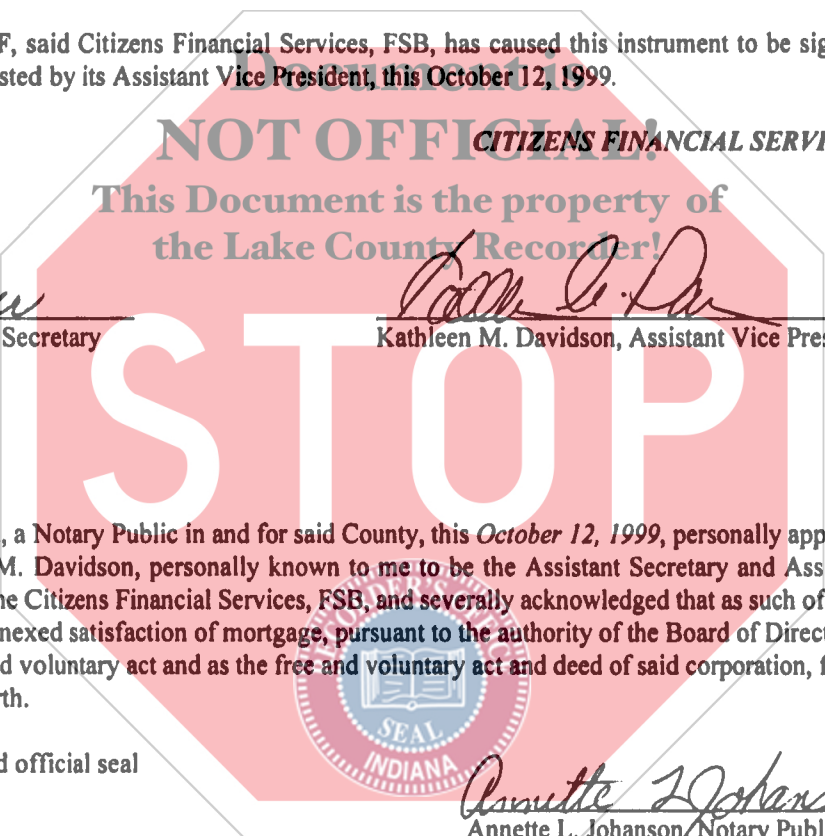 F, said Citizens Financial Services, FSB, has caused this instrument to be sig
sted by its Assistant Vice President, this October 12, 1999.
Document is
NOT OFFICIAL!
This Document is the property of
the Lake County Recorder!
CITIZENS FINANCIAL SERVI
Secretary
Kathleen M. Davidson, Assistant Vice Pres
STOP
, a Notary Public in and for said County, this October 12, 1999, personally app
M. Davidson, personally known to me to be the Assistant Secretary and Ass
he Citizens Financial Services, FSB, and severally acknowledged that as such of
nexed satisfaction of mortgage, pursuant to the authority of the Board of Direct
d voluntary act and as the free and voluntary act and deed of said corporation, f
rth.
SEAL
INDIANA
d official seal
Annette L Johans
Annette L. Johanson, Notary Publ